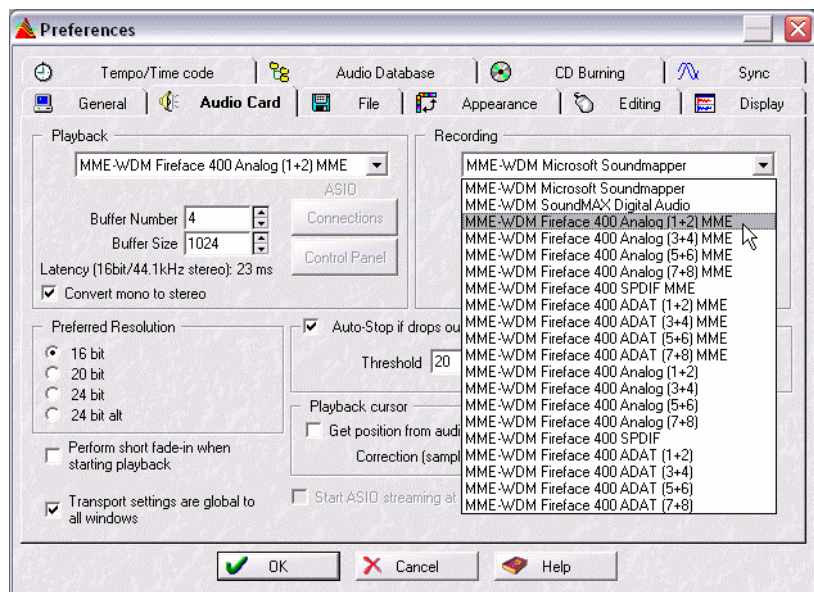 Preferences
Tempo/Time code
Audio Database
CD Burning
Sync
General
Audio Card
File
Appearance
Editing
Display
Playback
MME-WDM Fireface 400 Analog (1+2) MME
ASIO
Buffer Number 4
Connections
Buffer Size 1024
Control Panel
Latency (16bit/44.1kHz stereo): 23 ms
Convert mono to stereo
Recording
MME-WDM Microsoft Soundmapper
MME-WDM Microsoft Soundmapper
MME-WDM SoundMAX Digital Audio
MME-WDM Fireface 400 Analog (1+2) MME
MME-WDM Fireface 400 Analog (3+4) MME
MME-WDM Fireface 400 Analog (5+6) MME
MME-WDM Fireface 400 Analog (7+8) MME
MME-WDM Fireface 400 SPDIF MME
MME-WDM Fireface 400 ADAT (1+2) MME
MME-WDM Fireface 400 ADAT (3+4) MME
MME-WDM Fireface 400 ADAT (5+6) MME
MME-WDM Fireface 400 ADAT (7+8) MME
MME-WDM Fireface 400 Analog (1+2)
MME-WDM Fireface 400 Analog (3+4)
MME-WDM Fireface 400 Analog (5+6)
MME-WDM Fireface 400 Analog (7+8)
MME-WDM Fireface 400 SPDIF
MME-WDM Fireface 400 ADAT (1+2)
MME-WDM Fireface 400 ADAT (3+4)
MME-WDM Fireface 400 ADAT (5+6)
MME-WDM Fireface 400 ADAT (7+8)
Preferred Resolution
16 bit
20 bit
24 bit
24 bit alt
Auto-Stop if drops ou
Threshold 20
Playback cursor
Get position from audi
Correction (sampl
Perform short fade-in when
starting playback
Transport settings are global to
all windows
Start ASIO streaming at
OK
Cancel
Help